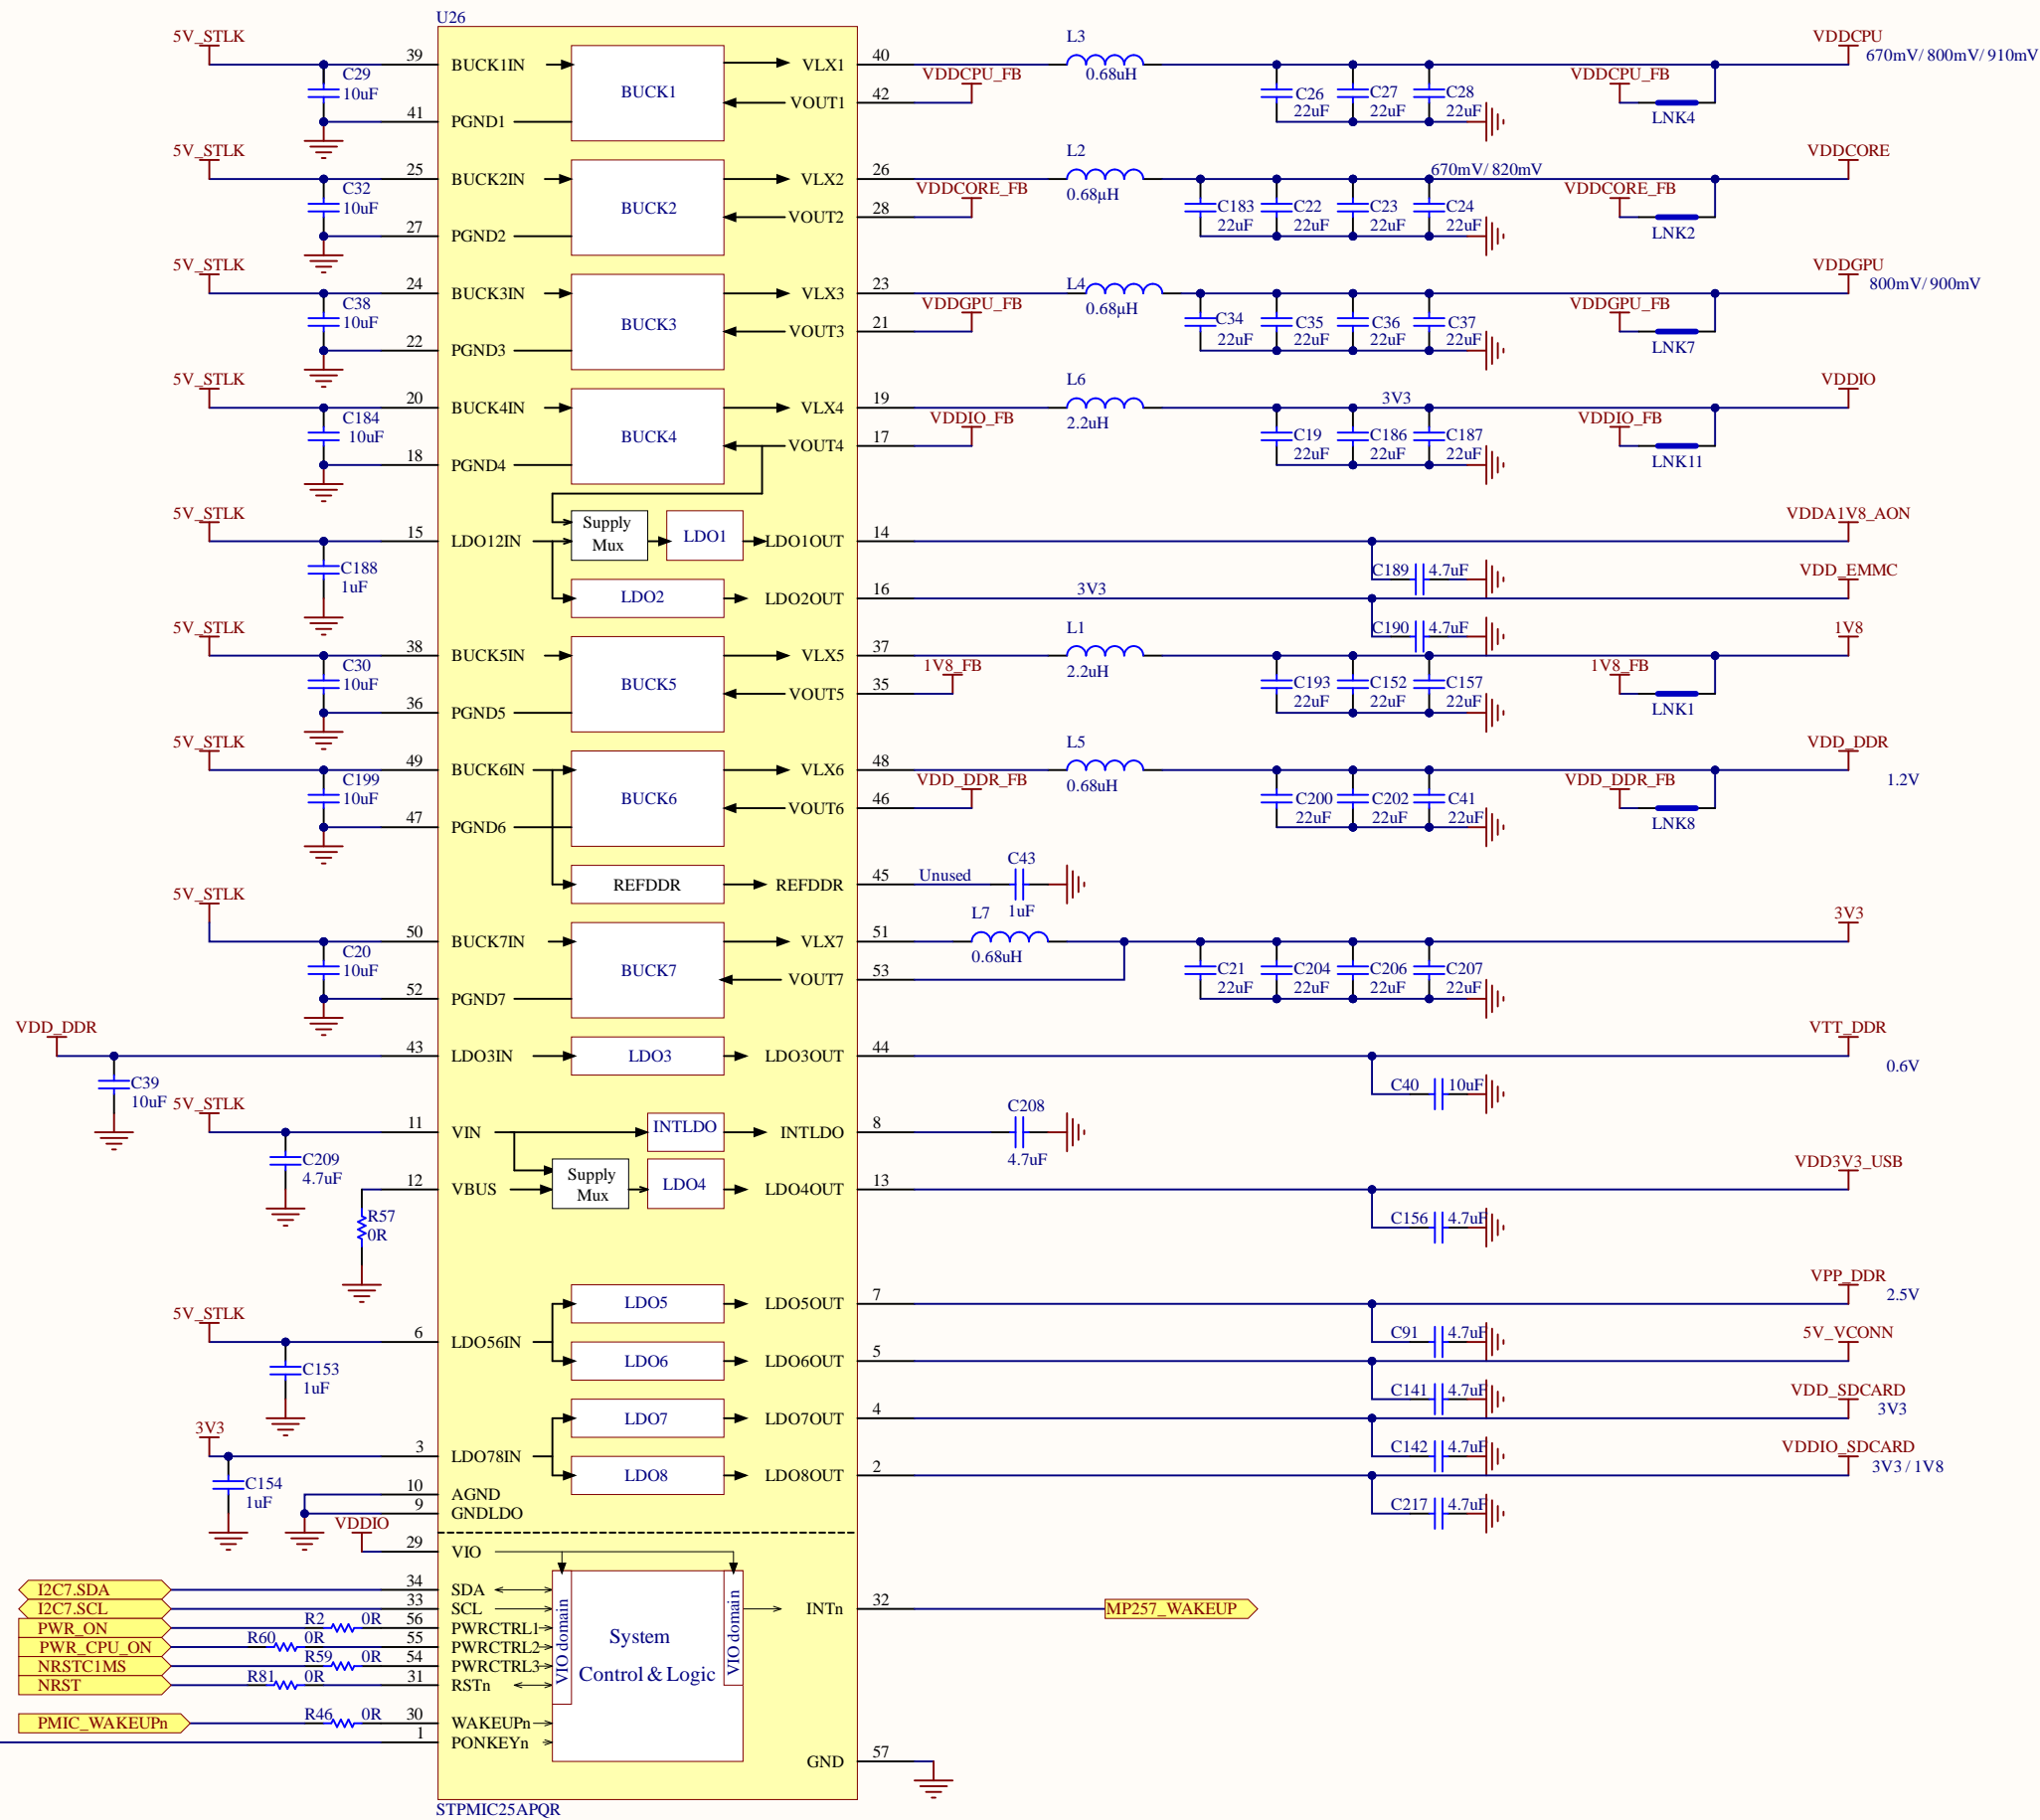 U26
5V_STLK
39
BUCK1IN
C29
10uF
41
PGND1
BUCK1
VLX1
40
VOUT1
42
VDDCPU_FB
L3
0.68uH
C26
22uF
C27
22uF
C28
22uF
VDDCPU_FB
LNK4
VDDCPU
670mV/ 800mV/ 910mV
5V_STLK
25
BUCK2IN
C32
10uF
27
PGND2
BUCK2
VLX2
26
VOUT2
28
VDDCORE_FB
L2
0.68µH
670mV/ 820mV
C183
22uF
C22
22uF
C23
22uF
C24
22uF
VDDCORE_FB
LNK2
VDDCORE
5V_STLK
24
BUCK3IN
C38
10uF
22
PGND3
BUCK3
VLX3
23
VOUT3
21
VDDGPU_FB
L4
0.68µH
C34
22uF
C35
22uF
C36
22uF
C37
22uF
VDDGPU_FB
LNK7
VDDGPU
800mV/ 900mV
5V_STLK
20
BUCK4IN
C184
10uF
18
PGND4
BUCK4
VLX4
19
VOUT4
17
VDDIO_FB
L6
2.2uH
3V3
C19
22uF
C186
22uF
C187
22uF
VDDIO_FB
LNK11
VDDIO
5V_STLK
15
LDO12IN
C188
1uF
Supply
Mux
LDO1
LDO1OUT
14
C189
4.7uF
VDDA1V8_AON
LDO2
LDO2OUT
16
3V3
C190
4.7uF
VDD_EMMC
5V_STLK
38
BUCK5IN
C30
10uF
36
PGND5
BUCK5
VLX5
37
VOUT5
35
1V8_FB
L1
2.2uH
C193
22uF
C152
22uF
C157
22uF
1V8_FB
LNK1
1V8
5V_STLK
49
BUCK6IN
C199
10uF
47
PGND6
BUCK6
VLX6
48
VOUT6
46
VDD_DDR_FB
L5
0.68uH
C200
22uF
C202
22uF
C41
22uF
VDD_DDR_FB
LNK8
VDD_DDR
1.2V
REFDDR
REFDDR
45
Unused
C43
1uF
5V_STLK
50
BUCK7IN
C20
10uF
52
PGND7
BUCK7
VLX7
51
VOUT7
53
L7
0.68uH
C21
22uF
C204
22uF
C206
22uF
C207
22uF
3V3
VDD_DDR
43
LDO3IN
C39
10uF
LDO3
LDO3OUT
44
C40
10uF
VTT_DDR
0.6V
5V_STLK
11
VIN
C209
4.7uF
INTLDO
INTLDO
8
C208
4.7uF
12
VBUS
R57
0R
Supply
Mux
LDO4
LDO4OUT
13
C156
4.7uF
VDD3V3_USB
5V_STLK
6
LDO56IN
C153
1uF
LDO5
LDO5OUT
7
C91
4.7uF
VPP_DDR
2.5V
LDO6
LDO6OUT
5
C141
4.7uF
5V_VCONN
3V3
3
LDO78IN
C154
1uF
LDO7
LDO7OUT
4
C142
4.7uF
VDD_SDCARD
3V3
LDO8
LDO8OUT
2
C217
4.7uF
VDDIO_SDCARD
3V3 / 1V8
10
AGND
9
GNDLDO
VDDIO
29
VIO
I2C7.SDA
34
SDA
I2C7.SCL
33
SCL
PWR_ON
R2
0R
56
PWRCTRL1
PWR_CPU_ON
R60
0R
55
PWRCTRL2
NRSTC1MS
R59
0R
54
PWRCTRL3
NRST
R81
0R
31
RSTn
PMIC_WAKEUPn
R46
0R
30
WAKEUPn
1
PONKEYn
VIO domain
System
Control & Logic
VIO domain
INTn
32
MP257_WAKEUP
GND
57
STPMIC25APQR